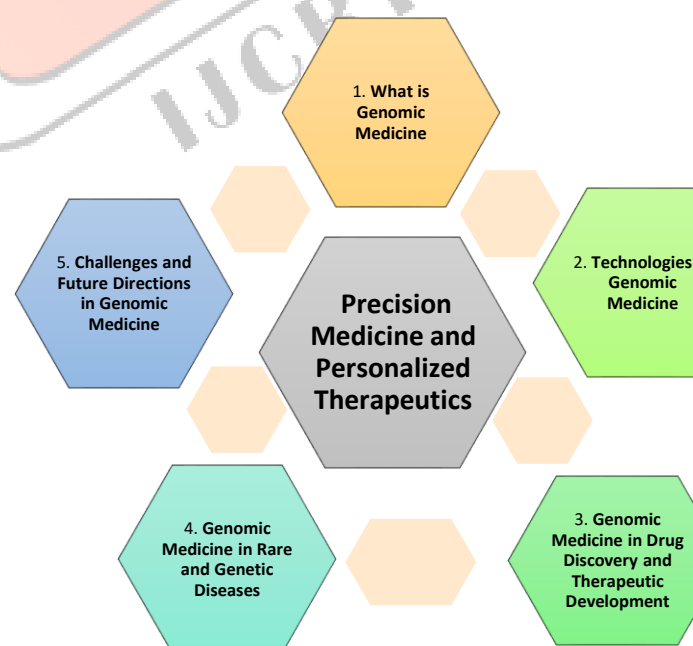 IJCRT
1. What is
Genomic
Medicine
5. Challenges and
Future Directions
in Genomic
Medicine
2. Technologies
Genomic
Medicine
Precision
Medicine and
Personalized
Therapeutics
4. Genomic
Medicine in Rare
and Genetic
Diseases
3. Genomic
Medicine in Drug
Discovery and
Therapeutic
Development